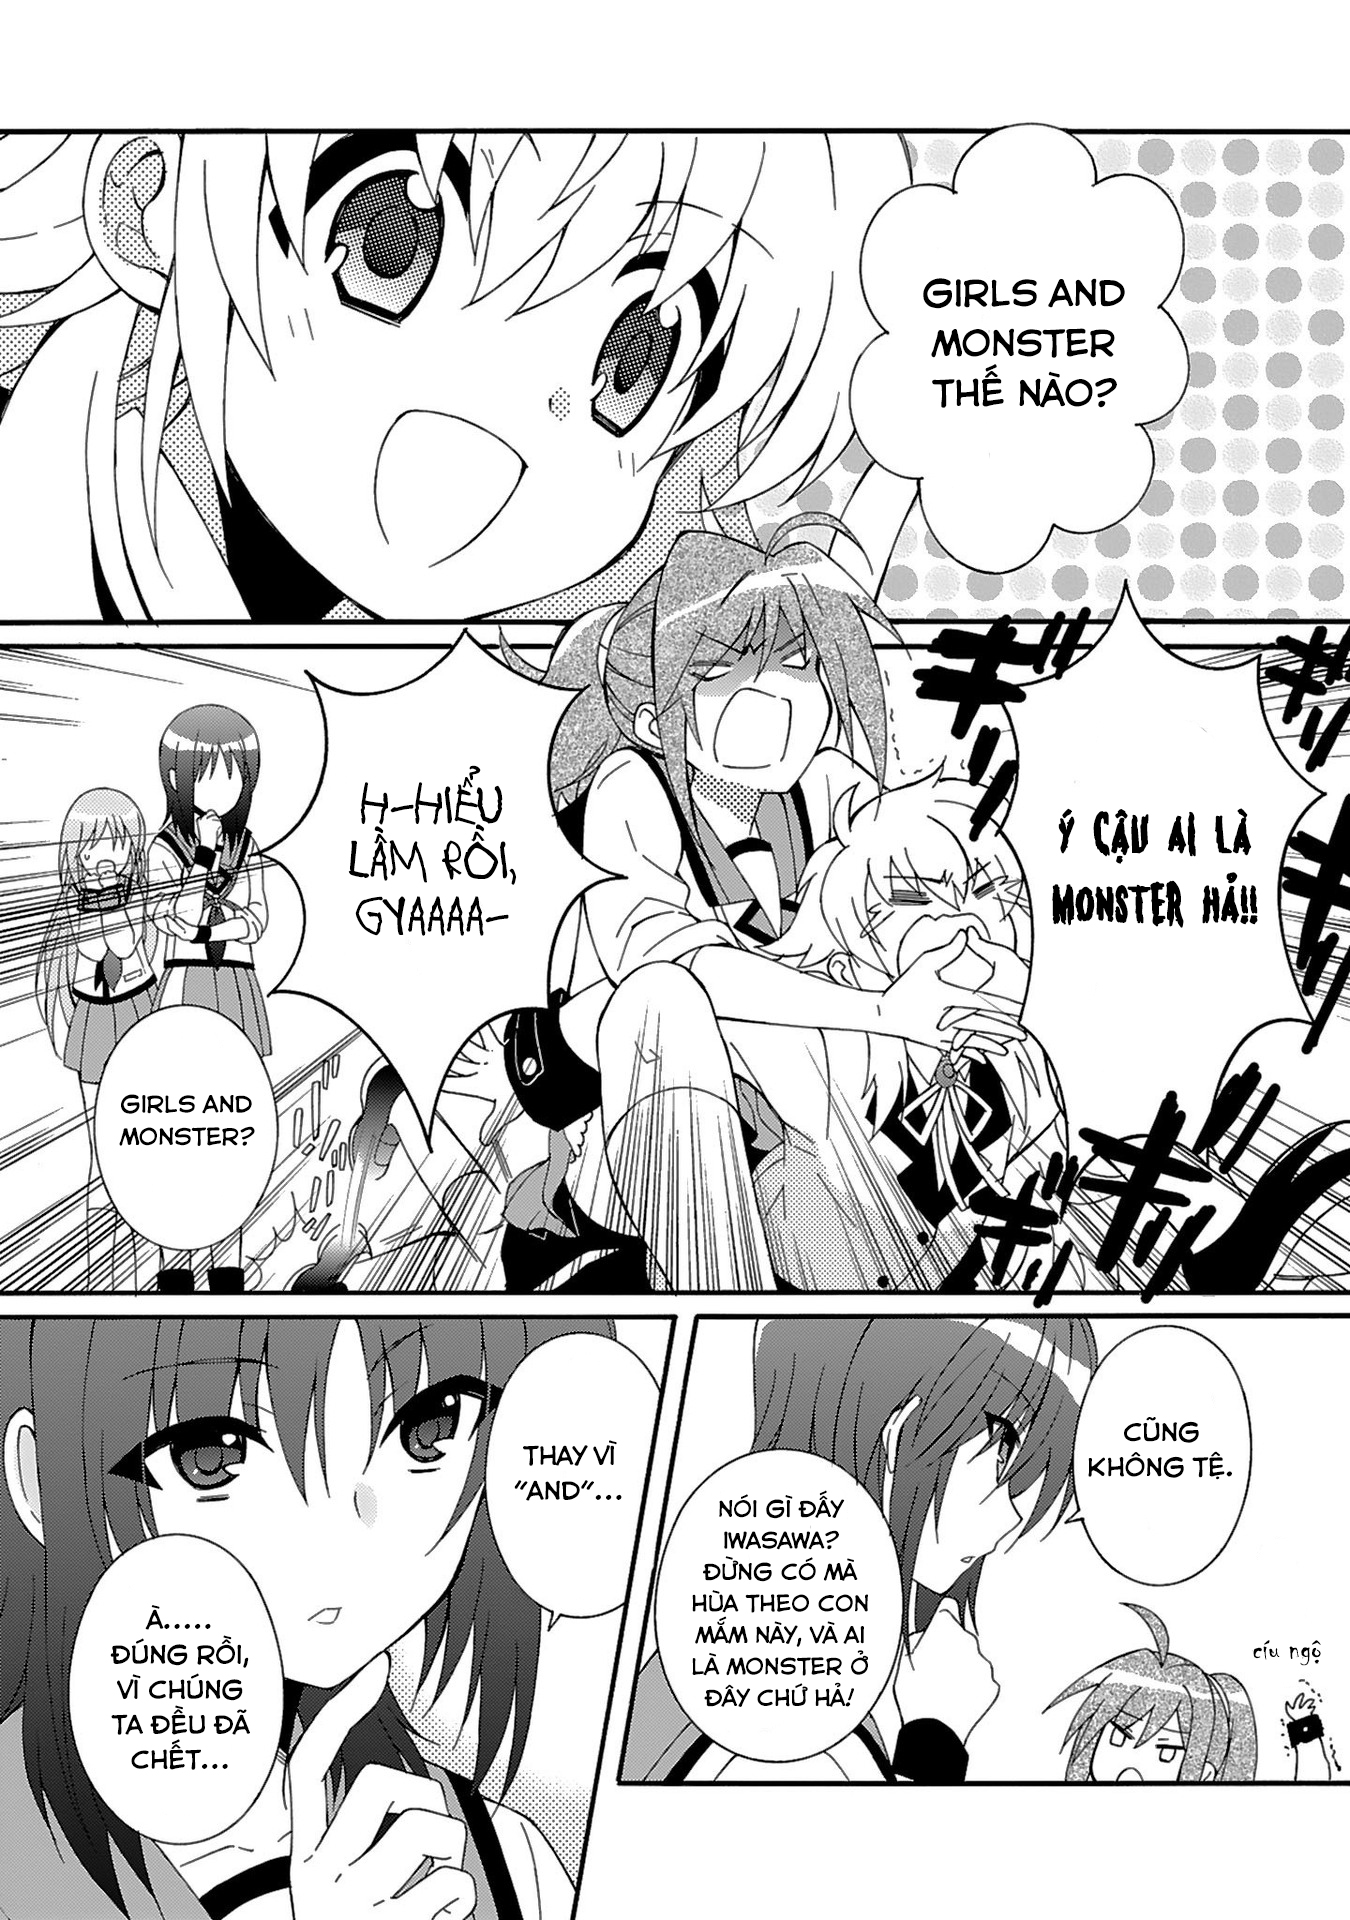 GIRLS AND
MONSTER
THẾ NÀO?
Ý CẬU AI LÀ
MONSTER HẢ!!
H-HIỂU
LẦM RỒI,
GYAAAA-
GIRLS AND
MONSTER?
CŨNG
KHÔNG TỆ.
NÓI GÌ ĐẤY
IWASAWA?
ĐỪNG CÓ MÀ
HÙA THEO CON
MẮM NÀY, VÀ AI
LÀ MONSTER Ở
ĐÂY CHỨ HẢ!
cíu ngộ
THAY VÌ
"AND"...
À.....
ĐÚNG RỒI,
VÌ CHÚNG
TA ĐỀU ĐÃ
CHẾT...